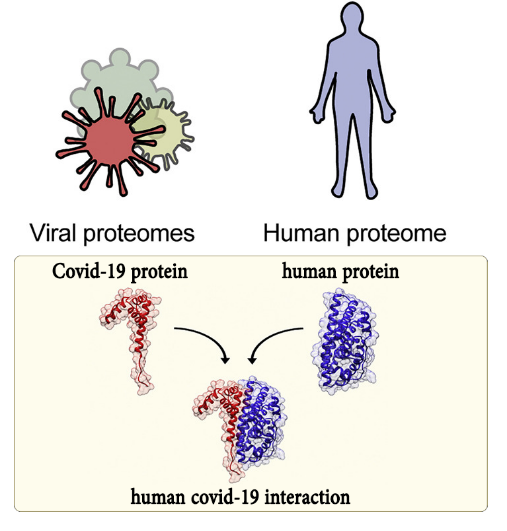 Viral proteomes
Human proteome
Covid-19 protein
human protein
human covid-19 interaction